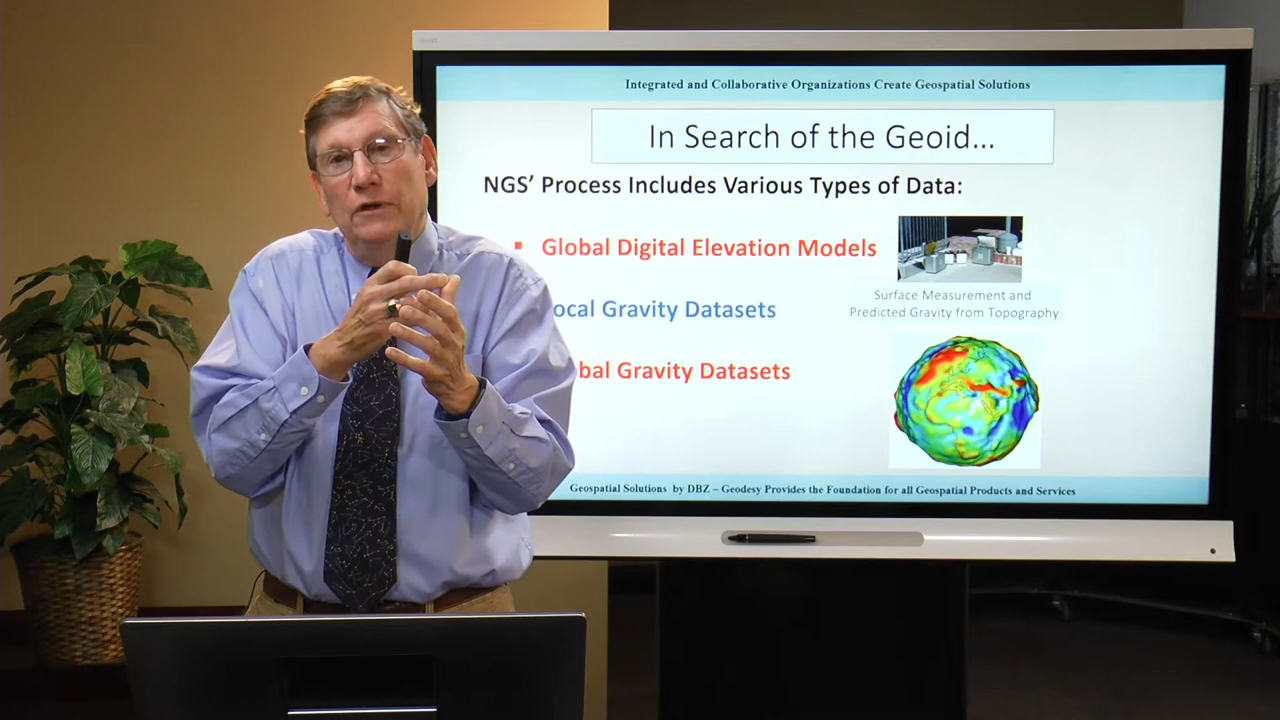 Integrated and Collaborative Organizations Create Geospatial Solutions
In Search of the Geoid...
NGS' Process Includes Various Types of Data:
▪ Global Digital Elevation Models
ocal Gravity Datasets
bal Gravity Datasets
Surface Measurement and
Predicted Gravity from Topography
Geospatial Solutions by DBZ – Geodesy Provides the Foundation for all Geospatial Products and Services